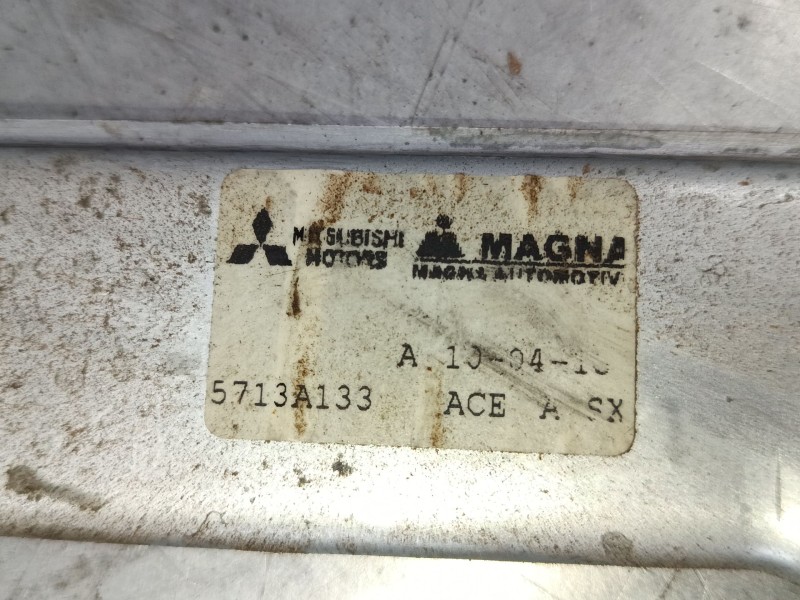 MITSUBISHI MOTORS
MAGNA
MAGNA AUTOMOTIV
A
5713A133 ACE A SX